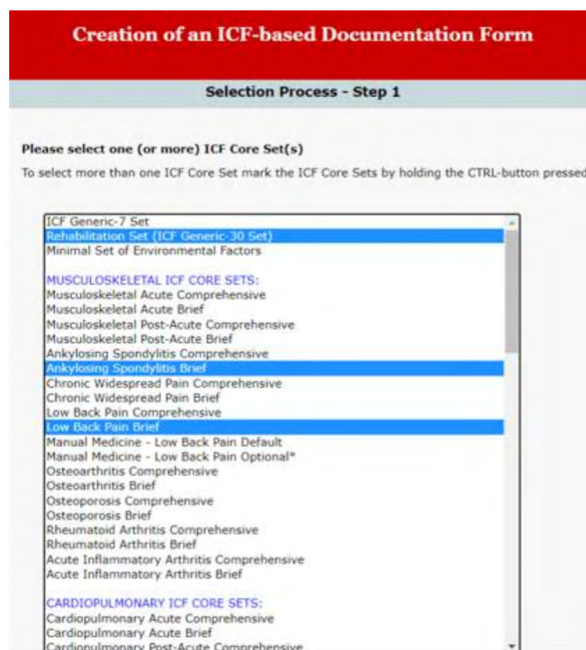 Creation of an ICF-based Documentation Form
Selection Process - Step 1
Please select one (or more) ICF Core Set(s)
To select more than one ICF Core Set mark the ICF Core Sets by holding the CTRL-button pressed
ICF Generic-7 Set
Rehabilitation Set (ICF Generic-30 Set)
Minimal Set of Environmental Factors
MUSCULOSKELETAL ICF CORE SETS:
Musculoskeletal Acute Comprehensive
Musculoskeletal Acute Brief
Musculoskeletal Post-Acute Comprehensive
Musculoskeletal Post-Acute Brief
Ankylosing Spondylitis Comprehensive
Ankylosing Spondylitis Brief
Chronic Widespread Pain Comprehensive
Chronic Widespread Pain Brief
Low Back Pain Comprehensive
Low Back Pain Brief
Manual Medicine - Low Back Pain Default
Manual Medicine - Low Back Pain Optional*
Osteoarthritis Comprehensive
Osteoarthritis Brief
Osteoporosis Comprehensive
Osteoporosis Brief
Rheumatoid Arthritis Comprehensive
Rheumatoid Arthritis Brief
Acute Inflammatory Arthritis Comprehensive
Acute Inflammatory Arthritis Brief
CARDIOPULMONARY ICF CORE SETS:
Cardiopulmonary Acute Comprehensive
Cardiopulmonary Acute Brief
Cardiopulmonary Post-Acute Comprehensive